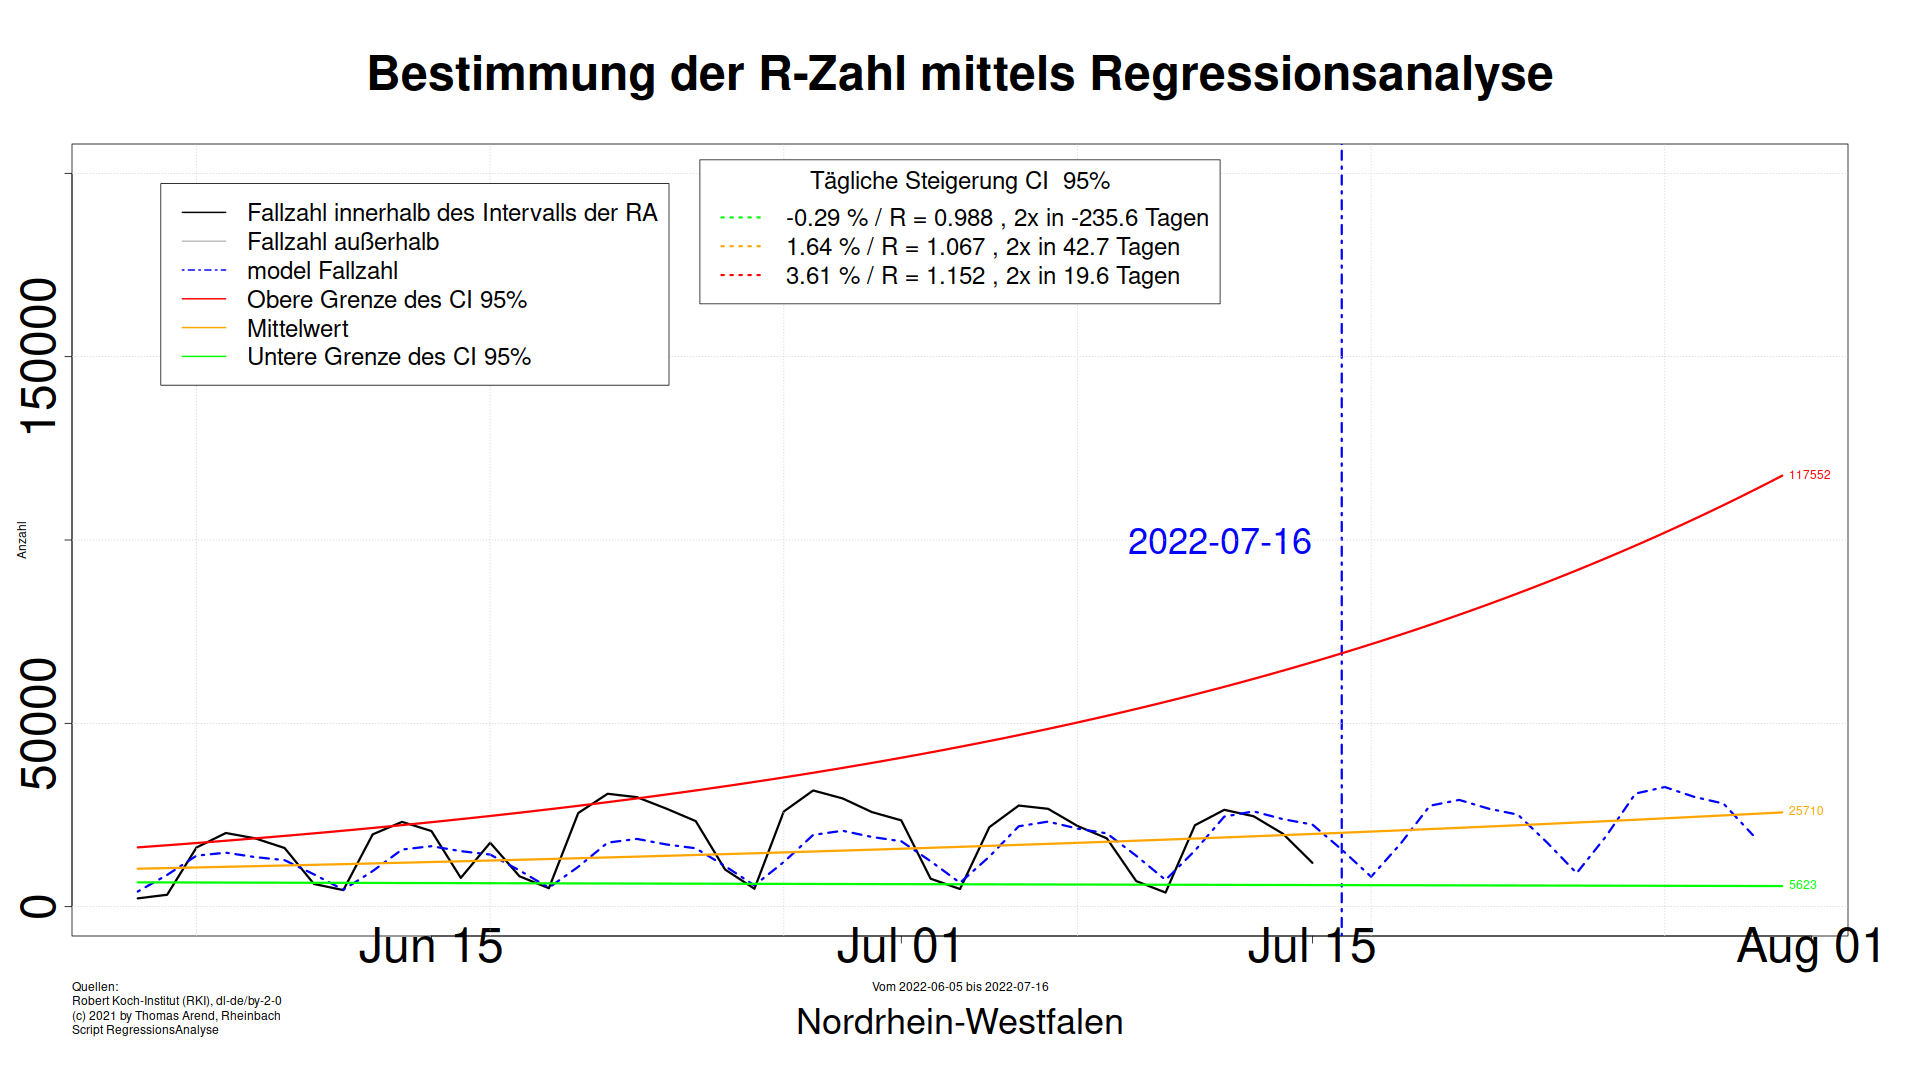 Bestimmung der R-Zahl mittels Regressionsanalyse
Fallzahl innerhalb des Intervalls der RA
Fallzahl außerhalb
model Fallzahl
Obere Grenze des CI 95%
Mittelwert
Untere Grenze des CI 95%
Tägliche Steigerung CI  95%
-0.29 % / R = 0.988 , 2x in -235.6 Tagen
1.64 % / R = 1.067 , 2x in 42.7 Tagen
3.61 % / R = 1.152 , 2x in 19.6 Tagen
150000
50000
0
Anzahl
2022-07-16
117552
25710
5623
Jun 15
Jul 01
Jul 15
Aug 01
Quellen:
Robert Koch-Institut (RKI), dl-de/by-2-0
(c) 2021 by Thomas Arend, Rheinbach
Script RegressionsAnalyse
Vom 2022-06-05 bis 2022-07-16
Nordrhein-Westfalen